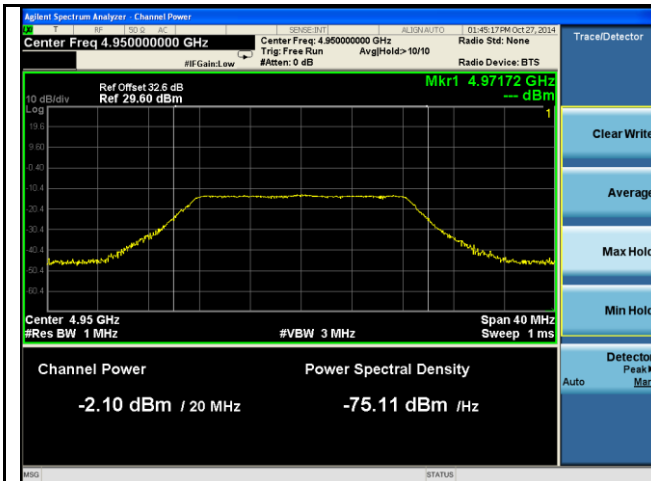 Agilent Spectrum Analyzer - Channel Power
T RF 50 Ω AC SENSE:INT ALIGN AUTO 01:45:17 PM Oct 27, 2014
Center Freq 4.950000000 GHz
Center Freq: 4.950000000 GHz
Radio Std: None
Trig: Free Run Avg|Hold:>10/10
#IFGain:Low
#Atten: 0 dB
Radio Device: BTS
Trace/Detector
Mkr1 4.97172 GHz
--- dBm
Ref Offset 32.6 dB
10 dB/div Ref 29.60 dBm
Log
1
19.6
9.60
-0.40
-10.4
-20.4
-30.4
-40.4
-50.4
-60.4
Center 4.95 GHz
Span 40 MHz
#Res BW 1 MHz
#VBW 3 MHz
Sweep 1 ms
Channel Power
Power Spectral Density
-2.10 dBm / 20 MHz
-75.11 dBm /Hz
Clear Write
Average
Max Hold
Min Hold
Detector
Peak
Auto Man
MSG
STATUS